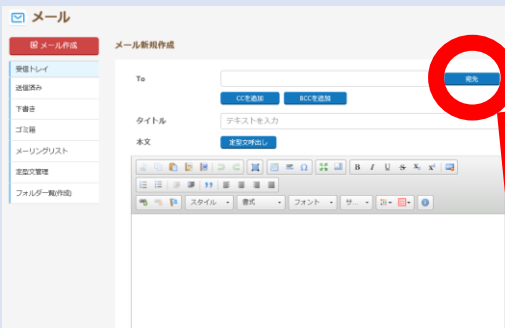 メール
メール作成
受信トレイ
送信済み
下書き
ゴミ箱
メーリングリスト
定型文管理
フォルダ一覧(作成)
メール新規作成
To
宛先
CCを追加 BCCを追加
タイトル テキストを入力
本文 定型文呼出し
B I U S x₂ x²
スタイル 書式 フォント サ...